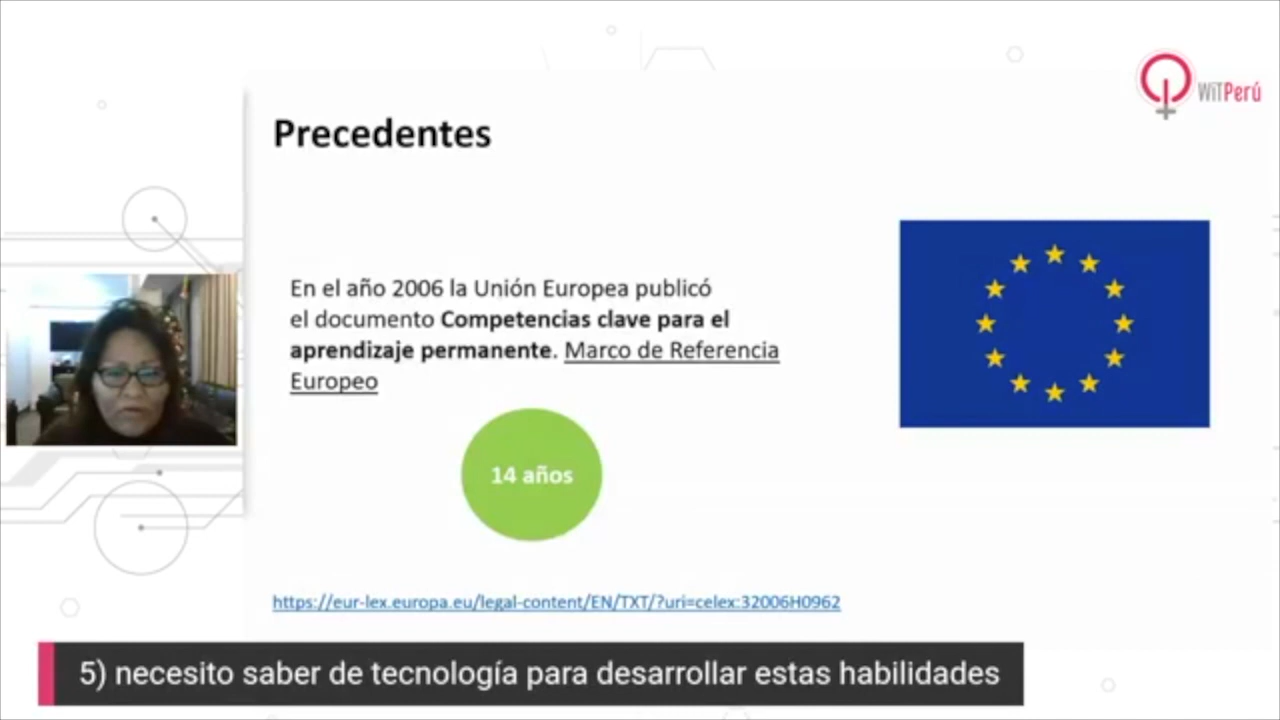 WiTPerú
Precedentes
En el año 2006 la Unión Europea publicó
el documento Competencias clave para el
aprendizaje permanente. Marco de Referencia
Europeo
14 años
https://eur-lex.europa.eu/legal-content/EN/TXT/?uri=celex:32006H0962
5) necesito saber de tecnología para desarrollar estas habilidades